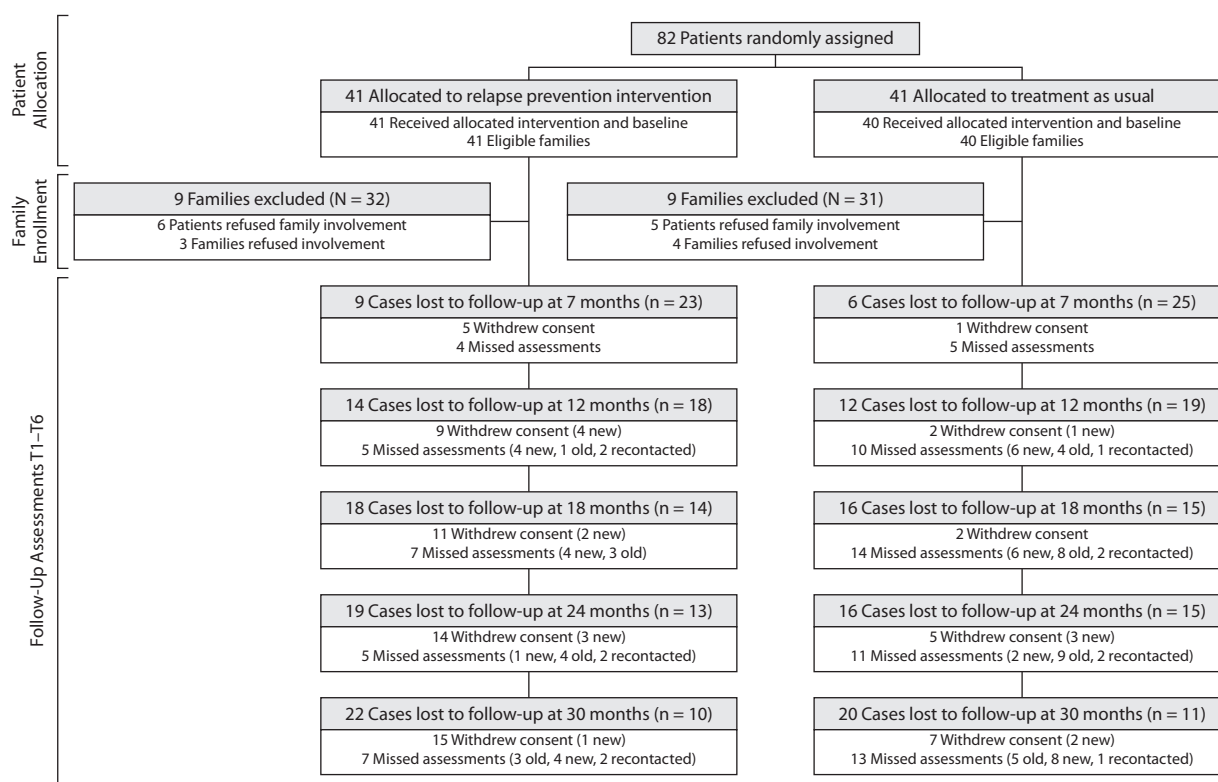 Patient
Allocation
82 Patients randomly assigned
41 Allocated to relapse prevention intervention
41 Received allocated intervention and baseline
41 Eligible families
41 Allocated to treatment as usual
40 Received allocated intervention and baseline
40 Eligible families
Family
Enrollment
9 Families excluded (N = 32)
6 Patients refused family involvement
3 Families refused involvement
9 Families excluded (N = 31)
5 Patients refused family involvement
4 Families refused involvement
Follow-Up Assessments T1–T6
9 Cases lost to follow-up at 7 months (n = 23)
5 Withdrew consent
4 Missed assessments
6 Cases lost to follow-up at 7 months (n = 25)
1 Withdrew consent
5 Missed assessments
14 Cases lost to follow-up at 12 months (n = 18)
9 Withdrew consent (4 new)
5 Missed assessments (4 new, 1 old, 2 recontacted)
12 Cases lost to follow-up at 12 months (n = 19)
2 Withdrew consent (1 new)
10 Missed assessments (6 new, 4 old, 1 recontacted)
18 Cases lost to follow-up at 18 months (n = 14)
11 Withdrew consent (2 new)
7 Missed assessments (4 new, 3 old)
16 Cases lost to follow-up at 18 months (n = 15)
2 Withdrew consent
14 Missed assessments (6 new, 8 old, 2 recontacted)
19 Cases lost to follow-up at 24 months (n = 13)
14 Withdrew consent (3 new)
5 Missed assessments (1 new, 4 old, 2 recontacted)
16 Cases lost to follow-up at 24 months (n = 15)
5 Withdrew consent (3 new)
11 Missed assessments (2 new, 9 old, 2 recontacted)
22 Cases lost to follow-up at 30 months (n = 10)
15 Withdrew consent (1 new)
7 Missed assessments (3 old, 4 new, 2 recontacted)
20 Cases lost to follow-up at 30 months (n = 11)
7 Withdrew consent (2 new)
13 Missed assessments (5 old, 8 new, 1 recontacted)